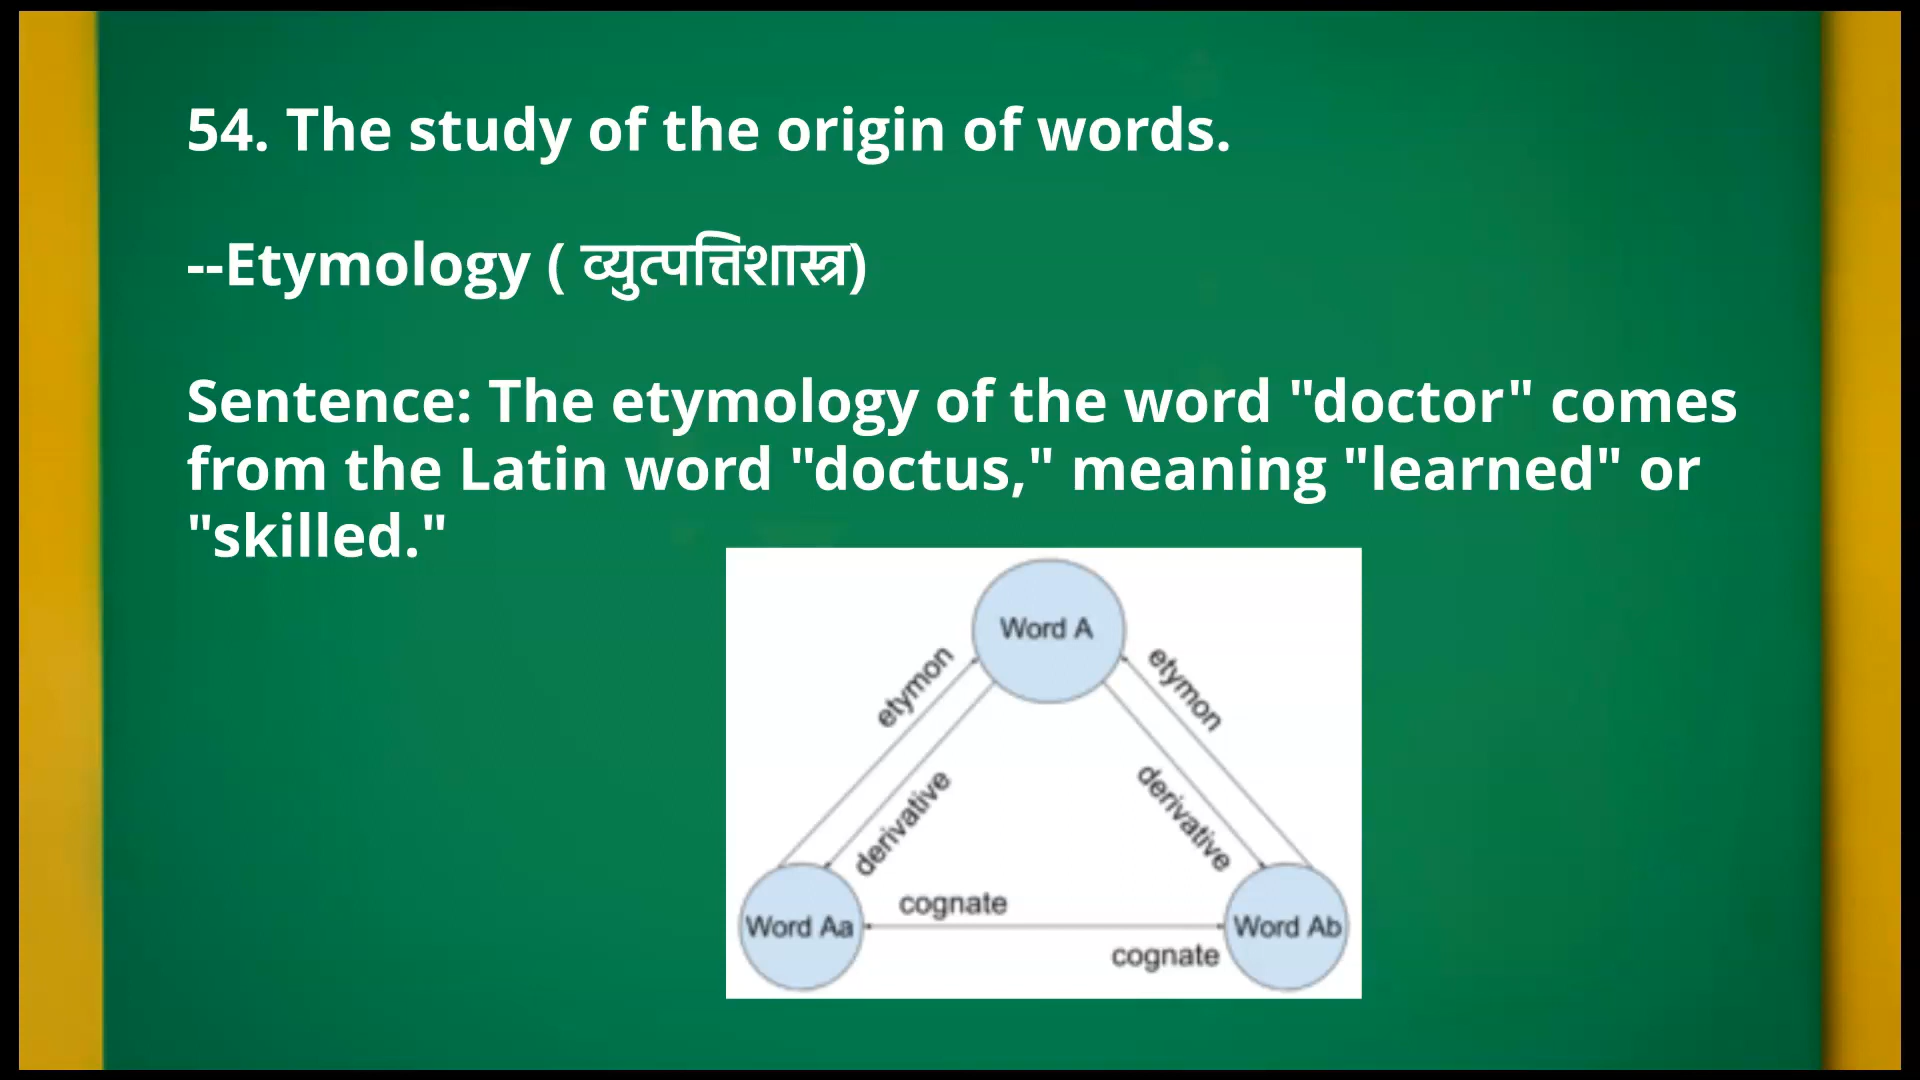 54. The study of the origin of words.
--Etymology ( व्युत्पत्तिशास्त्र)
Sentence: The etymology of the word "doctor" comes
from the Latin word "doctus," meaning "learned" or
"skilled."
Word A
etymon
etymon
derivative
derivative
cognate
Word Aa
Word Ab
cognate